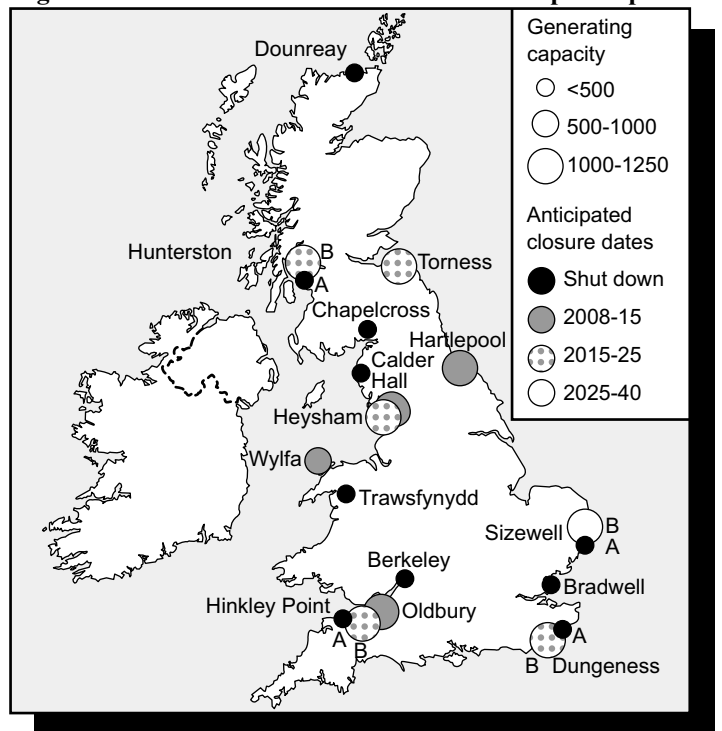 Dounreay
Generating
capacity
<500
500-1000
1000-1250
Anticipated
closure dates
Shut down
2008-15
2015-25
2025-40
Hunterston
B
A
Torness
Chapelcross
Hartlepool
Calder
Hall
Heysham
Wylfa
Trawsfynydd
Sizewell
B
A
Berkeley
Bradwell
Hinkley Point
Oldbury
A
B
A
B
Dungeness